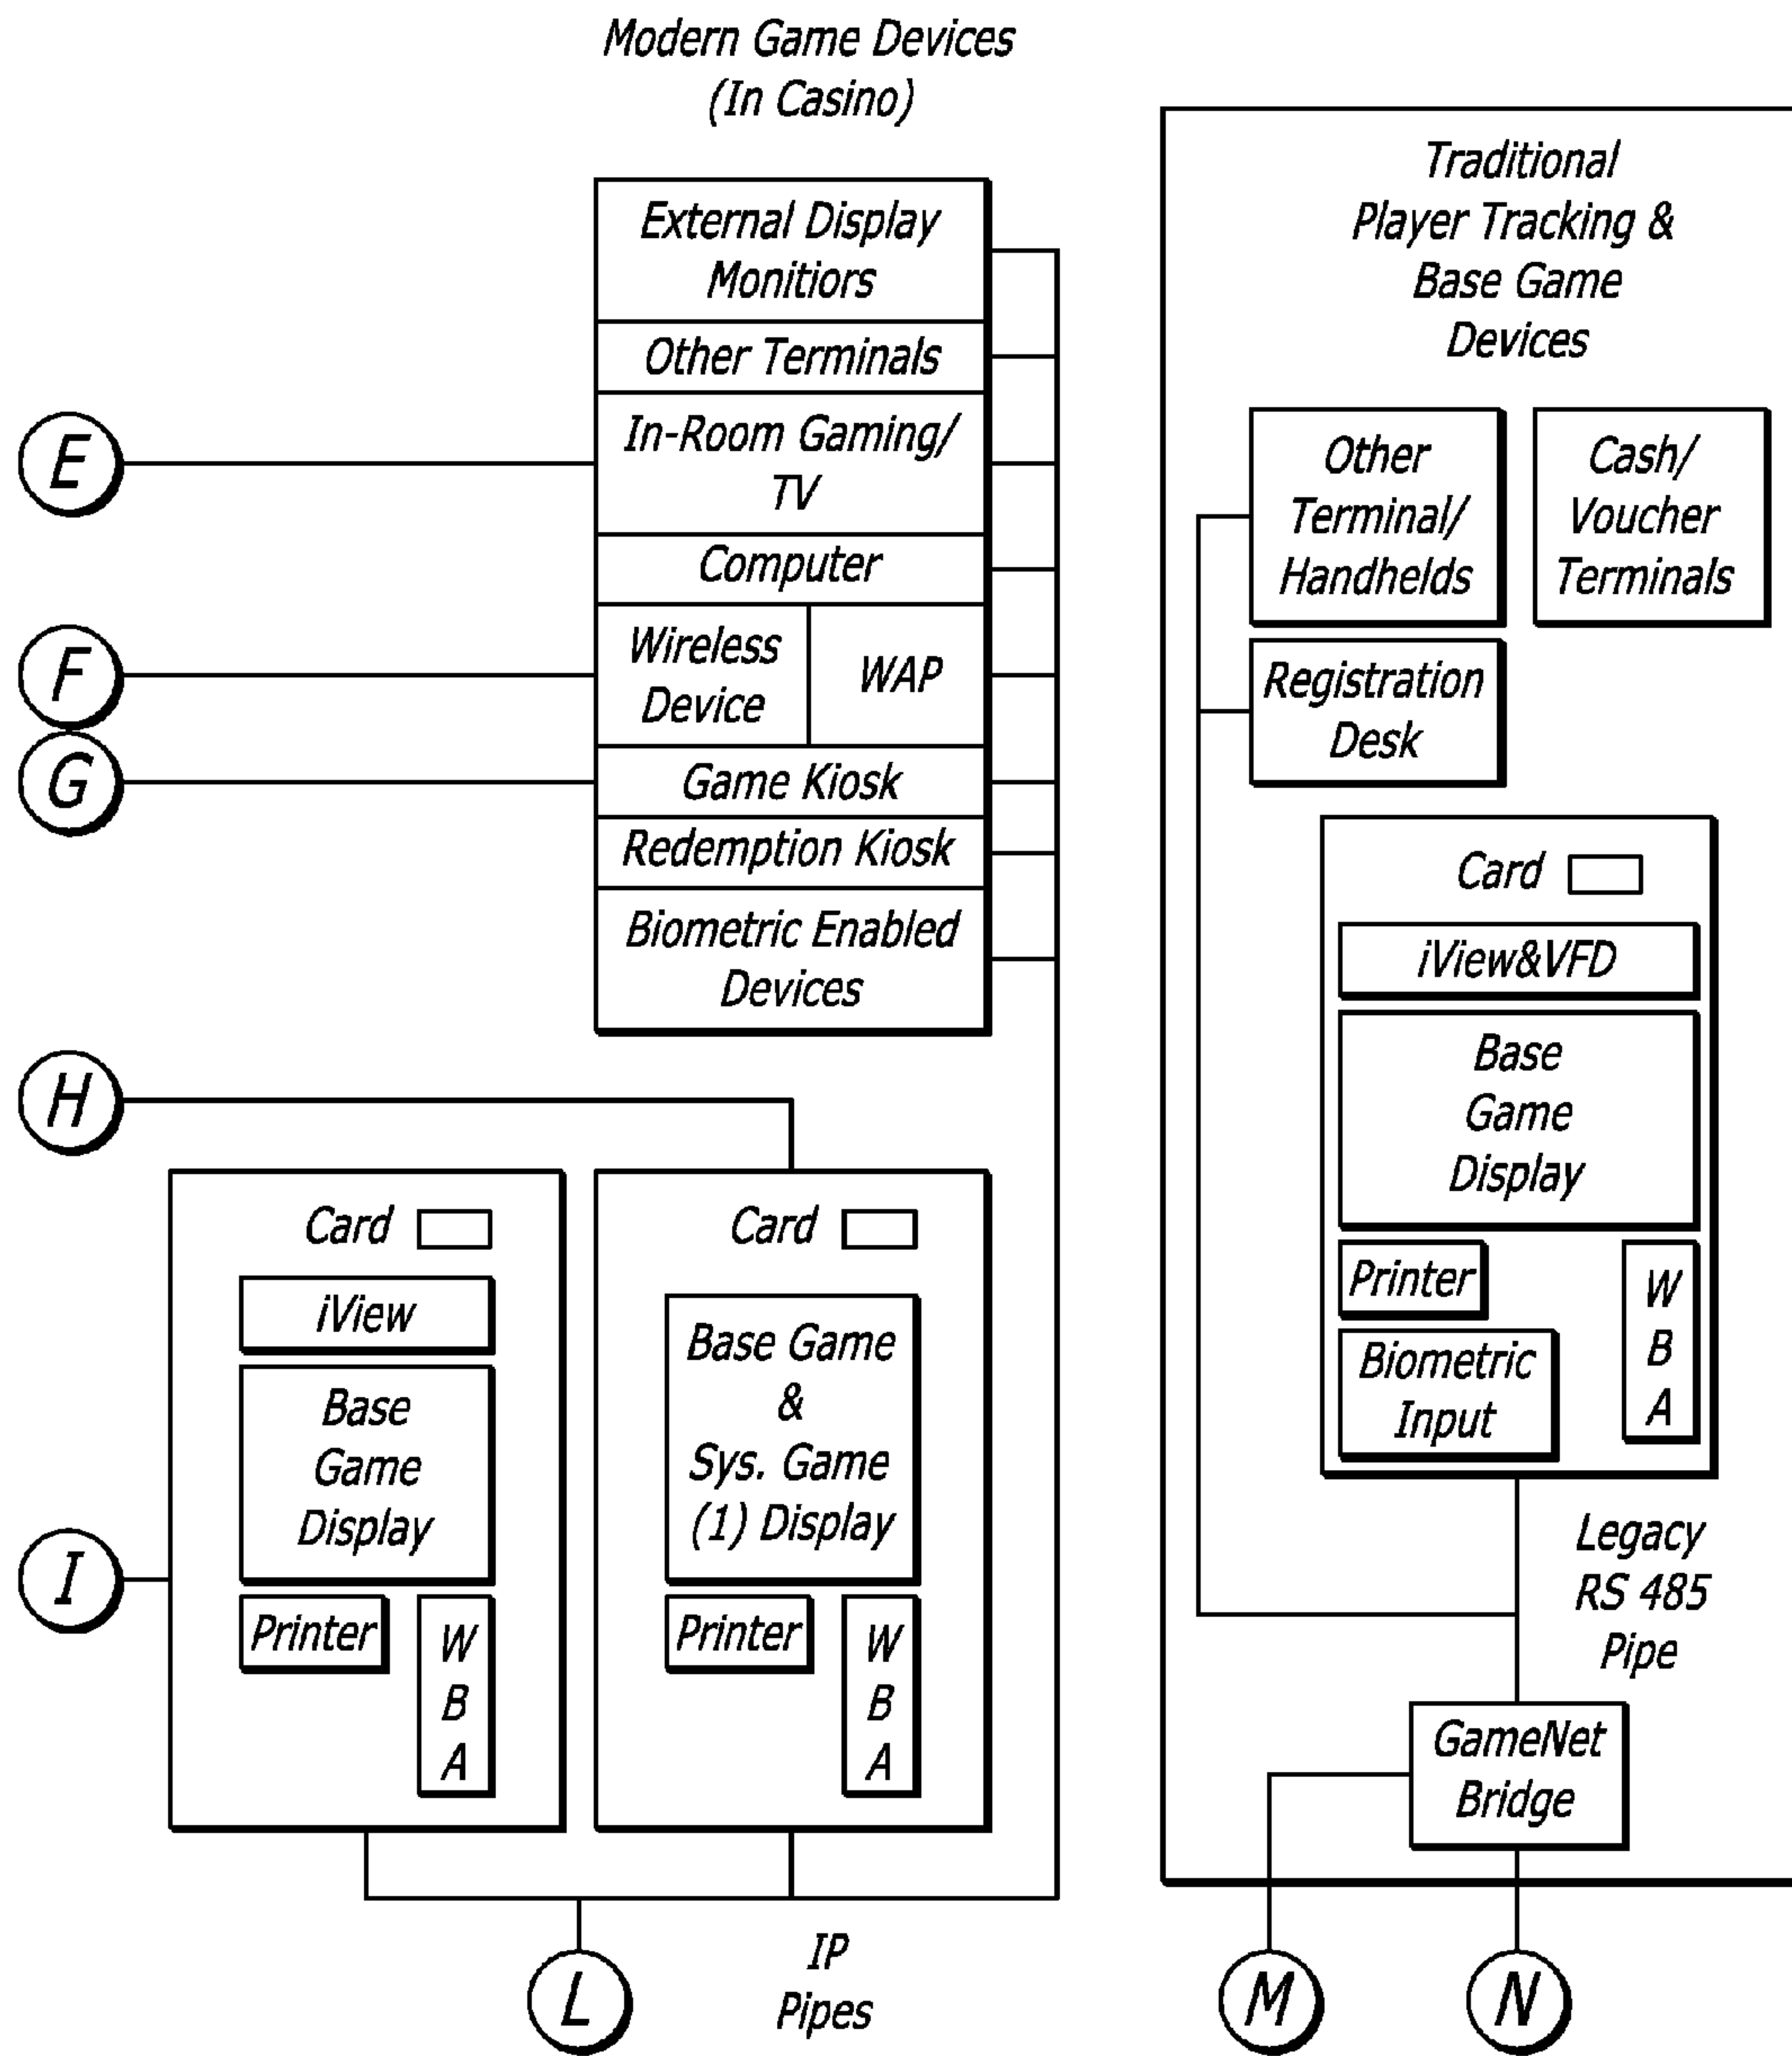 Modern Game Devices
(In Casino)
External Display
Monitiors
Other Terminals
In-Room Gaming/
TV
Computer
Wireless
Device
WAP
Game Kiosk
Redemption Kiosk
Biometric Enabled
Devices
E
F
G
H
I
Card
iView
Base
Game
Display
Printer
W
B
A
Card
Base Game
&
Sys. Game
(1) Display
Printer
W
B
A
L
IP
Pipes
Traditional
Player Tracking &
Base Game
Devices
Other
Terminal/
Handhelds
Cash/
Voucher
Terminals
Registration
Desk
Card
iView&VFD
Base
Game
Display
Printer
Biometric
Input
W
B
A
Legacy
RS 485
Pipe
GameNet
Bridge
M
N